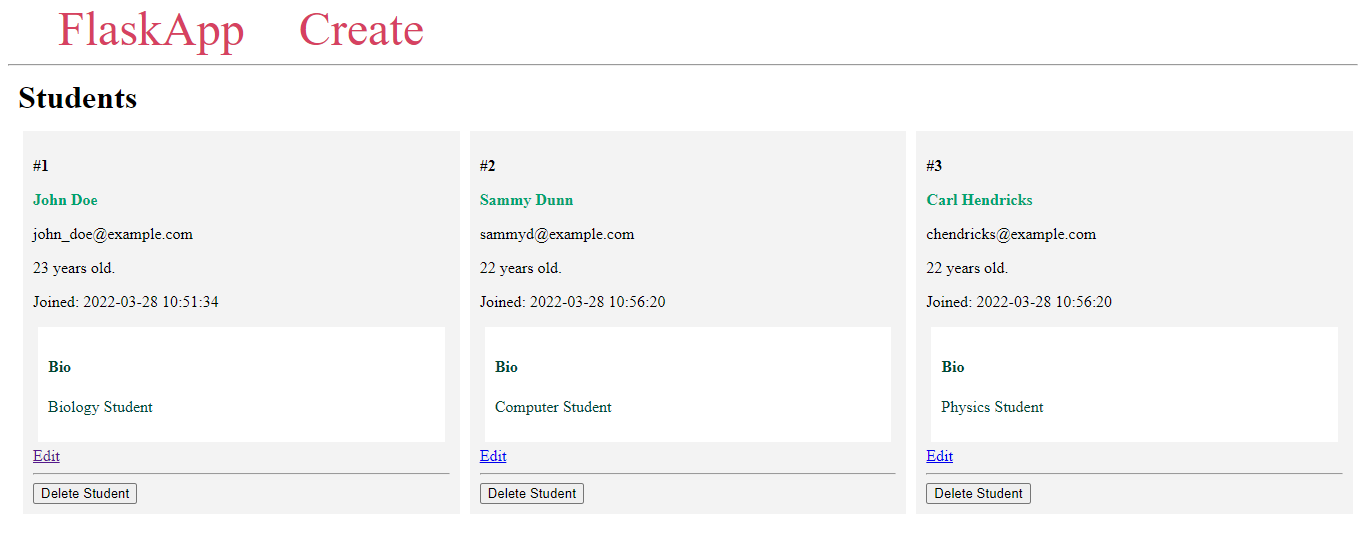 FlaskApp Create
Students
#1
John Doe
john_doe@example.com
23 years old.
Joined: 2022-03-28 10:51:34
Bio
Biology Student
Edit
Delete Student
#2
Sammy Dunn
sammyd@example.com
22 years old.
Joined: 2022-03-28 10:56:20
Bio
Computer Student
Edit
Delete Student
#3
Carl Hendricks
chendricks@example.com
22 years old.
Joined: 2022-03-28 10:56:20
Bio
Physics Student
Edit
Delete Student